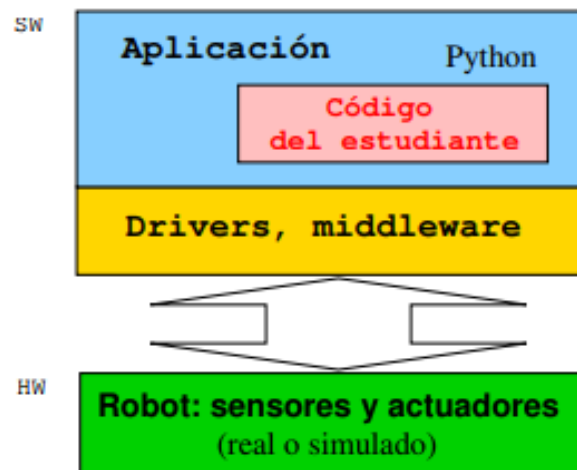 SW
Aplicación
Python
Código
del estudiante
Drivers, middleware
HW
Robot: sensores y actuadores
(real o simulado)